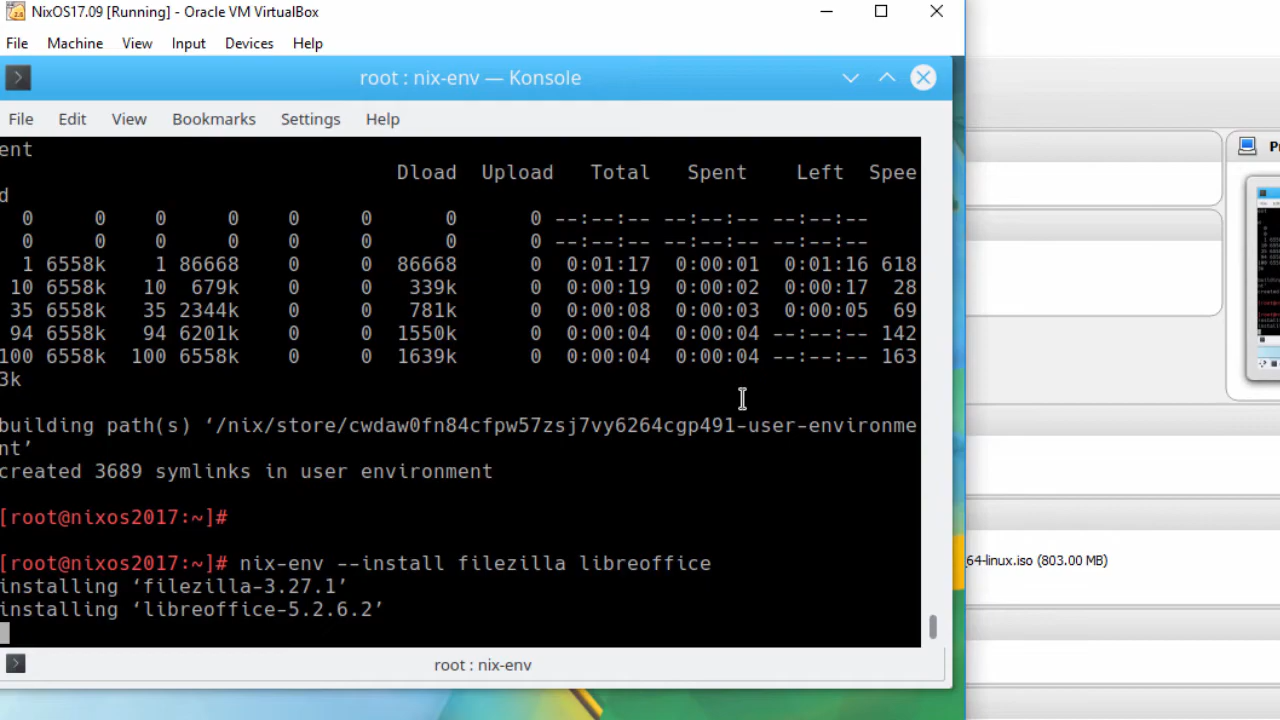 NixOS17.09 [Running] - Oracle VM VirtualBox
File Machine View Input Devices Help
root : nix-env — Konsole
File Edit View Bookmarks Settings Help
ent
Dload Upload Total Spent Left Spee
d
0 0 0 0 0 0 0 0 --:--:-- --:--:-- --:--:--
0 0 0 0 0 0 0 0 --:--:-- --:--:-- --:--:--
1 6558k 1 86668 0 0 86668 0 0:01:17 0:00:01 0:01:16 618
10 6558k 10 679k 0 0 339k 0 0:00:19 0:00:02 0:00:17 28
35 6558k 35 2344k 0 0 781k 0 0:00:08 0:00:03 0:00:05 69
94 6558k 94 6201k 0 0 1550k 0 0:00:04 0:00:04 --:--:-- 142
100 6558k 100 6558k 0 0 1639k 0 0:00:04 0:00:04 --:--:-- 163
3k
building path(s) ‘/nix/store/cwdaw0fn84cfpw57zsj7vy6264cgp491-user-environme
nt’
created 3689 symlinks in user environment
[root@nixos2017:~]#
[root@nixos2017:~]# nix-env --install filezilla libreoffice
installing ‘filezilla-3.27.1’
installing ‘libreoffice-5.2.6.2’
root : nix-env
Pr
64-linux.iso (803.00 MB)